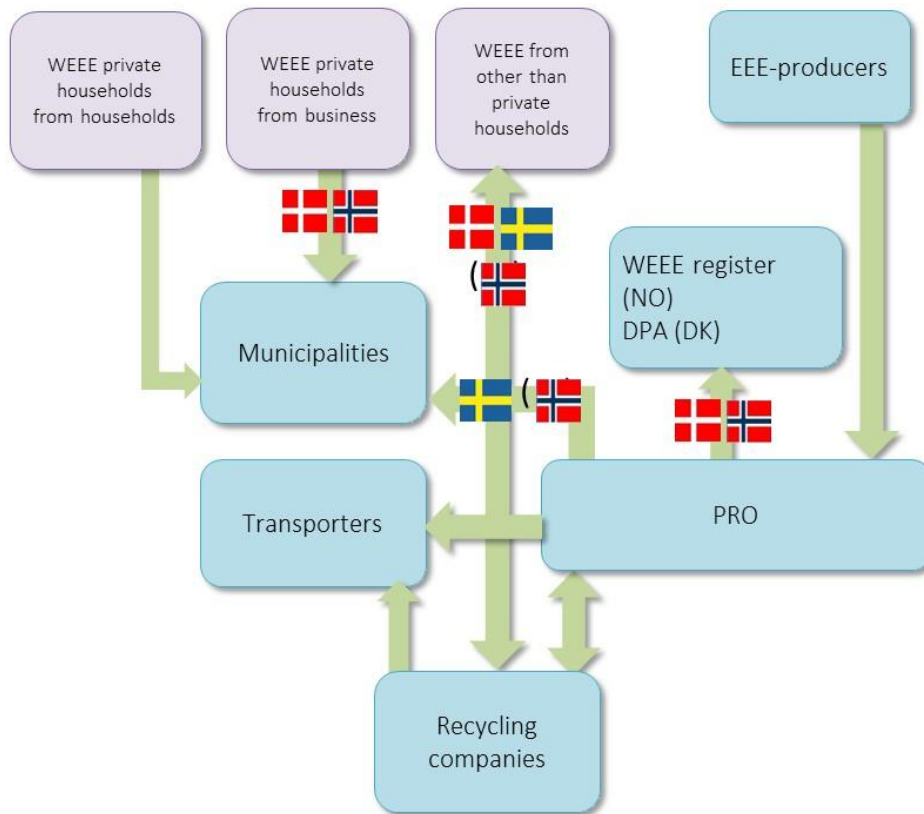 WEEE private
households
from households
WEEE private
households
from business
WEEE from
other than
private
households
EEE-producers
WEEE register
(NO)
DPA (DK)
(
Municipalities
( )
Transporters
PRO
Recycling
companies